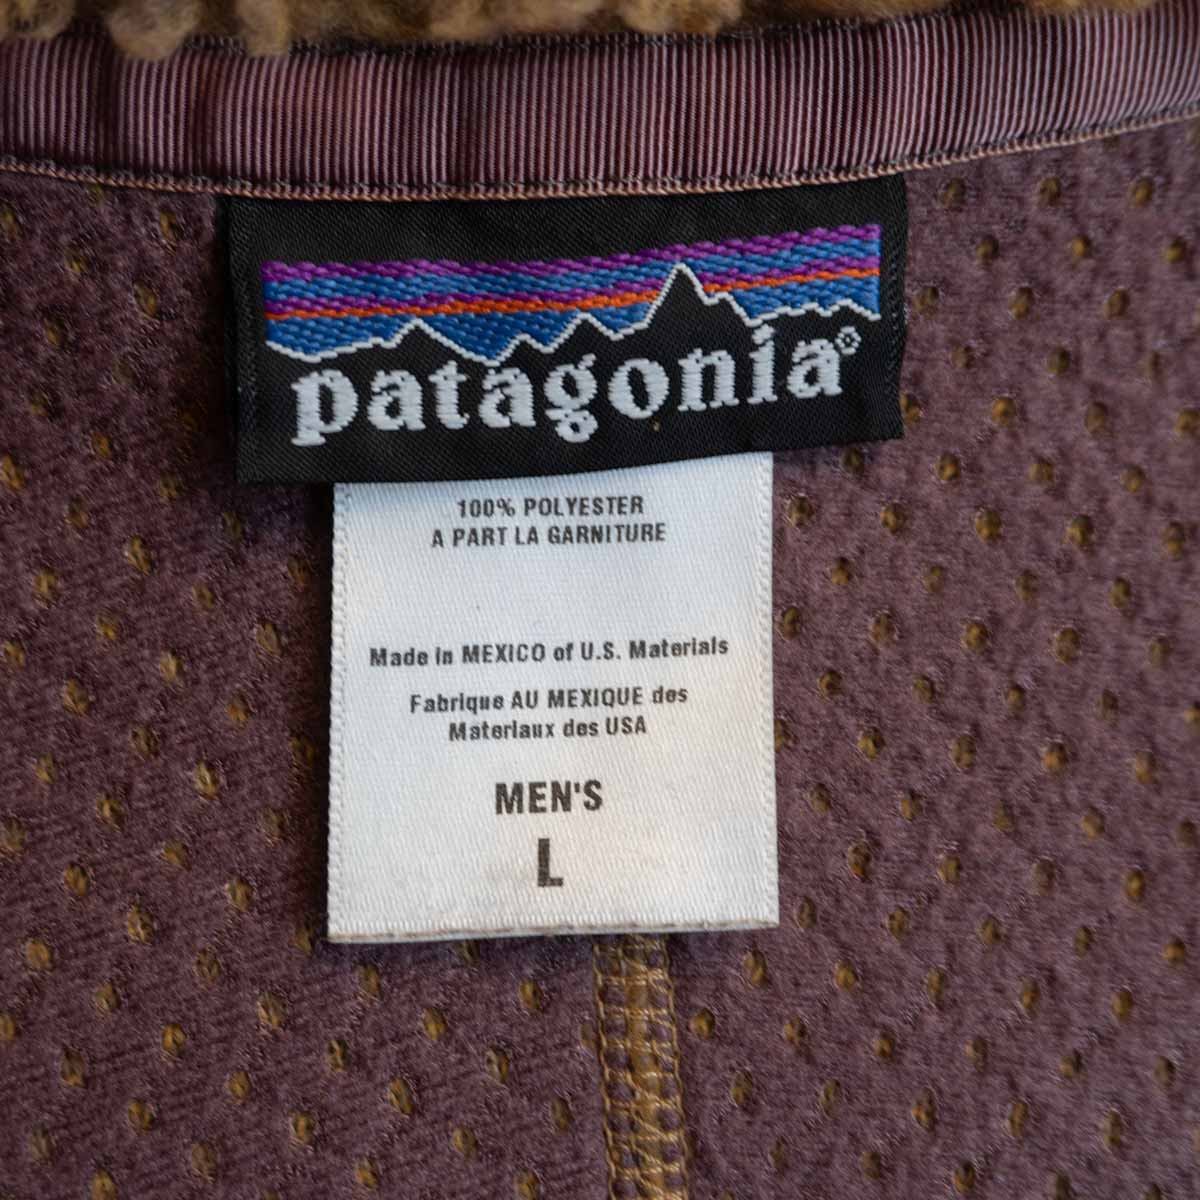 patagonia®
100% POLYESTER
A PART LA GARNITURE
Made in MEXICO of U.S. Materials
Fabrique AU MEXIQUE des
Materiaux des USA
MEN'S
L